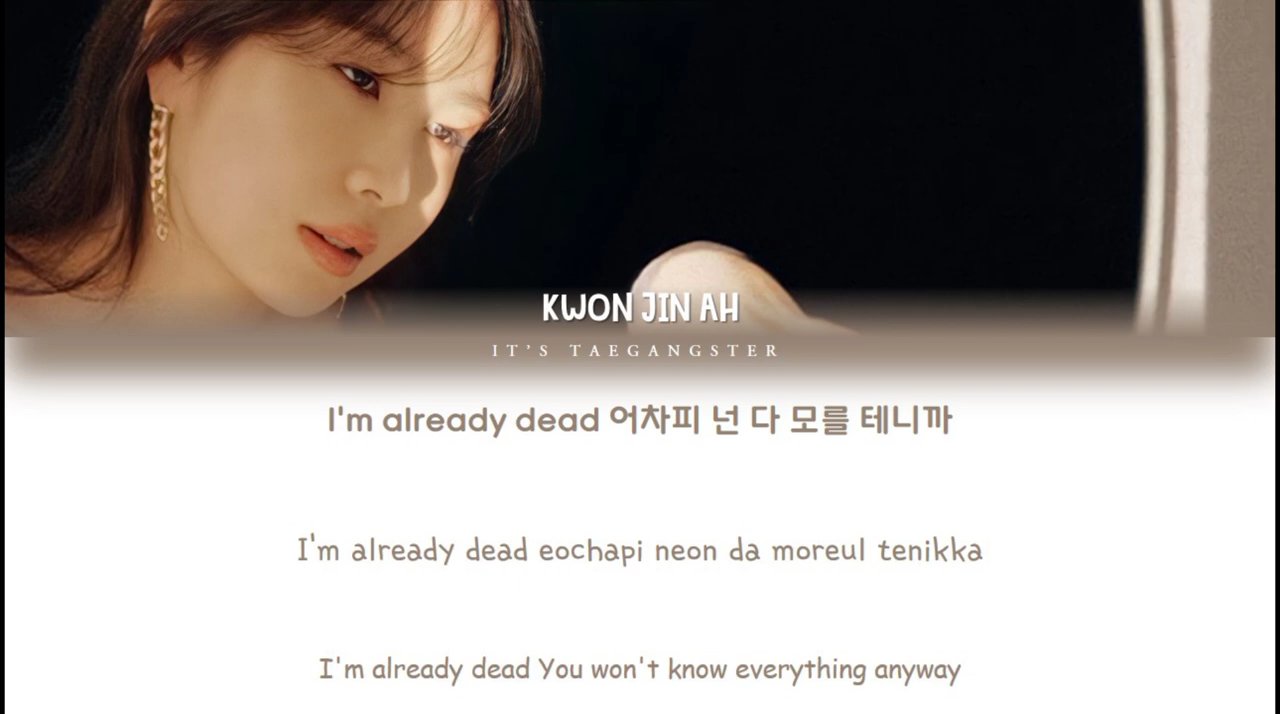 KWON JIN AH
IT'S TAEGANGSTER
I'm already dead 어차피 넌 다 모를 테니까
I'm already dead eochapi neon da moreul tenikka
I'm already dead You won't know everything anyway